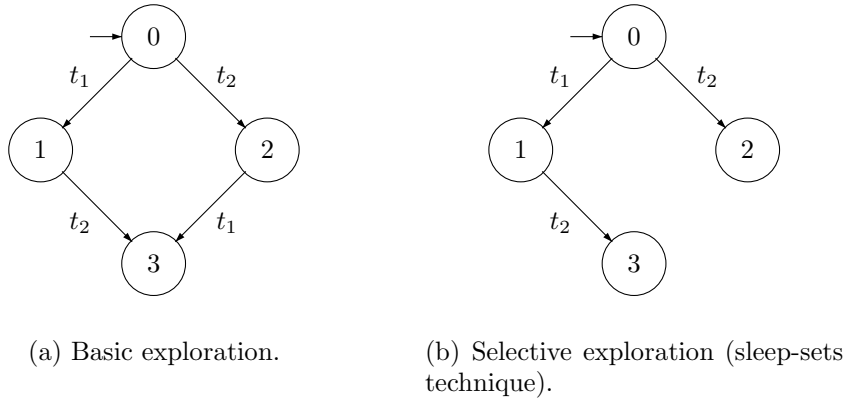 0
t₁
t₂
1
2
t₂
t₁
3
(a) Basic exploration.
0
t₁
t₂
1
2
t₂
3
(b) Selective exploration (sleep-sets
technique).